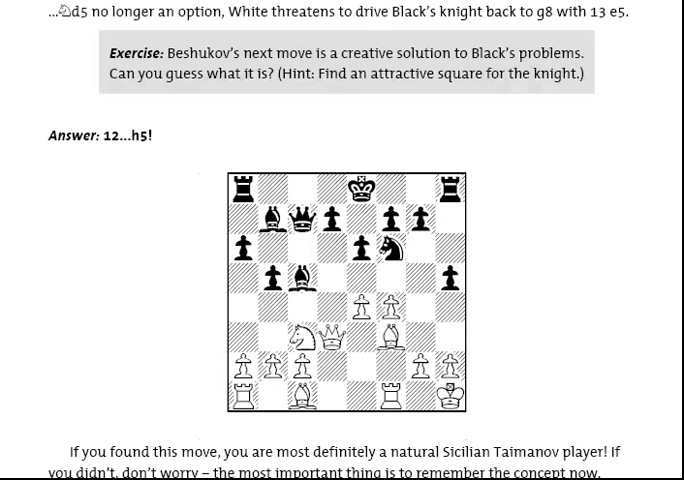 ...♘d5 no longer an option, White threatens to drive Black's knight back to g8 with 13 e5.
Exercise: Beshukov's next move is a creative solution to Black's problems.
Can you guess what it is? (Hint: Find an attractive square for the knight.)
Answer: 12...h5!
If you found this move, you are most definitely a natural Sicilian Taimanov player! If
you didn't, don't worry – the most important thing is to remember the concept now.